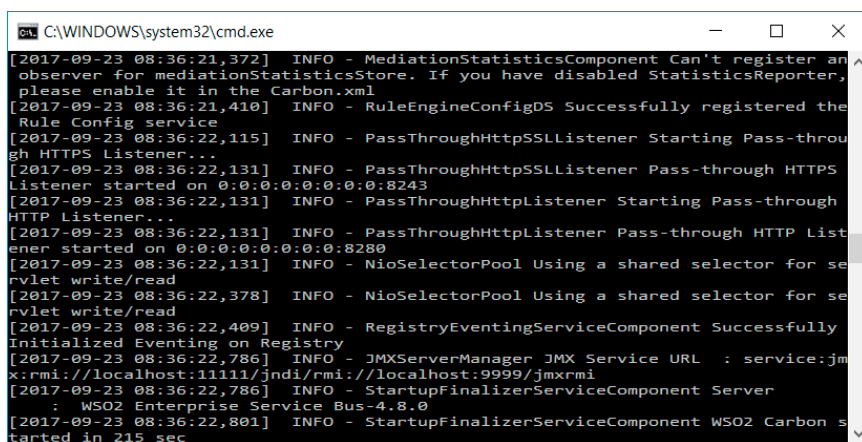 C:\WINDOWS\system32\cmd.exe
[2017-09-23 08:36:21,372]  INFO - MediationStatisticsComponent Can't register an
 observer for mediationStatisticsStore. If you have disabled StatisticsReporter,
 please enable it in the Carbon.xml
[2017-09-23 08:36:21,410]  INFO - RuleEngineConfigDS Successfully registered the
 Rule Config service
[2017-09-23 08:36:22,115]  INFO - PassThroughHttpSSLListener Starting Pass-throu
gh HTTPS Listener...
[2017-09-23 08:36:22,131]  INFO - PassThroughHttpSSLListener Pass-through HTTPS
Listener started on 0:0:0:0:0:0:0:0:8243
[2017-09-23 08:36:22,131]  INFO - PassThroughHttpListener Starting Pass-through
HTTP Listener...
[2017-09-23 08:36:22,131]  INFO - PassThroughHttpListener Pass-through HTTP List
ener started on 0:0:0:0:0:0:0:0:8280
[2017-09-23 08:36:22,131]  INFO - NioSelectorPool Using a shared selector for se
rvlet write/read
[2017-09-23 08:36:22,378]  INFO - NioSelectorPool Using a shared selector for se
rvlet write/read
[2017-09-23 08:36:22,409]  INFO - RegistryEventingServiceComponent Successfully
Initialized Eventing on Registry
[2017-09-23 08:36:22,786]  INFO - JMXServerManager JMX Service URL  : service:jm
x:rmi://localhost:11111/jndi/rmi://localhost:9999/jmxrmi
[2017-09-23 08:36:22,786]  INFO - StartupFinalizerServiceComponent Server
    :  WSO2 Enterprise Service Bus-4.8.0
[2017-09-23 08:36:22,801]  INFO - StartupFinalizerServiceComponent WSO2 Carbon s
tarted in 215 sec